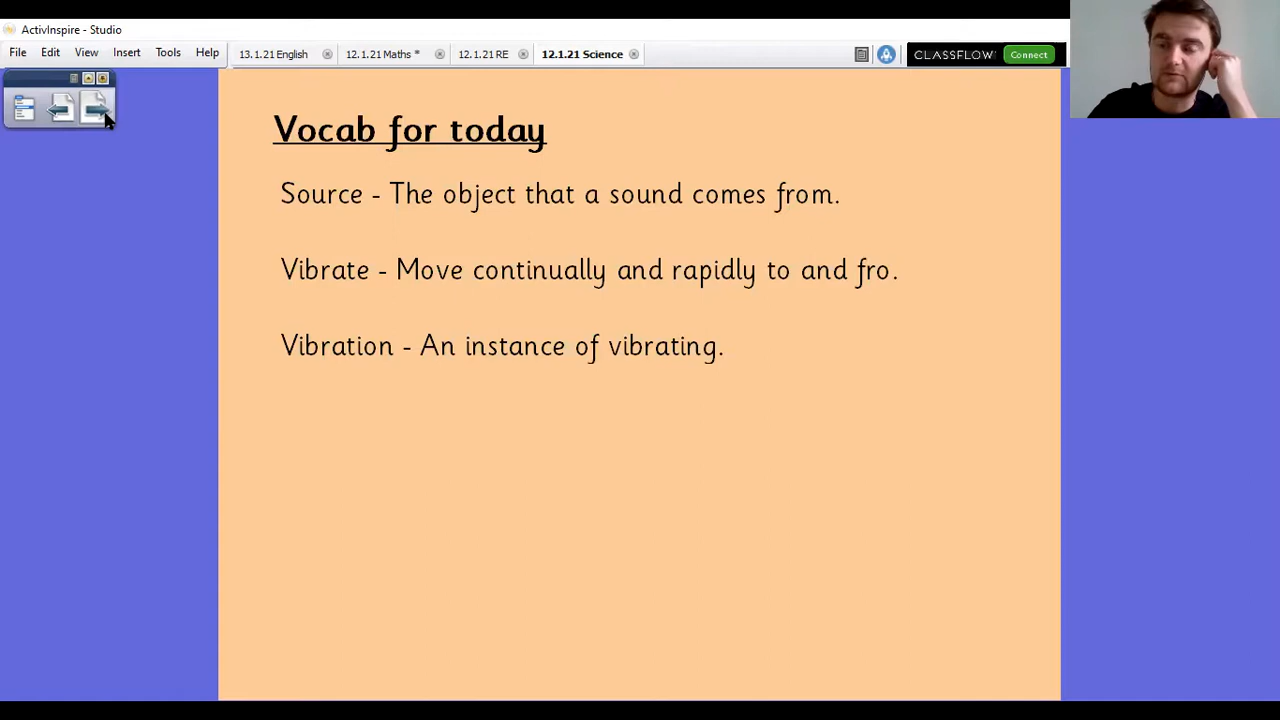 ActivInspire - Studio
File Edit View Insert Tools Help
13.1.21 English 12.1.21 Maths * 12.1.21 RE 12.1.21 Science
CLASSFLOW Connect
Vocab for today
Source - The object that a sound comes from.
Vibrate - Move continually and rapidly to and fro.
Vibration - An instance of vibrating.